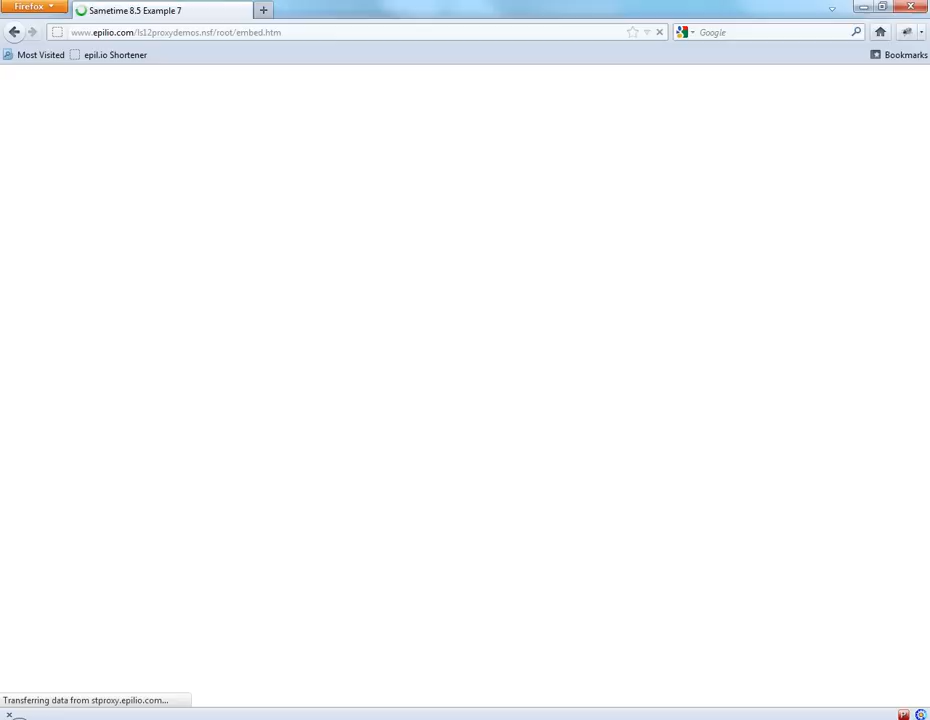 Firefox
Sametime 8.5 Example 7
www.epilio.com/ls12proxydemos.nsf/root/embed.htm
Google
Most Visited
epil.io Shortener
Bookmarks
Transferring data from stproxy.epilio.com...